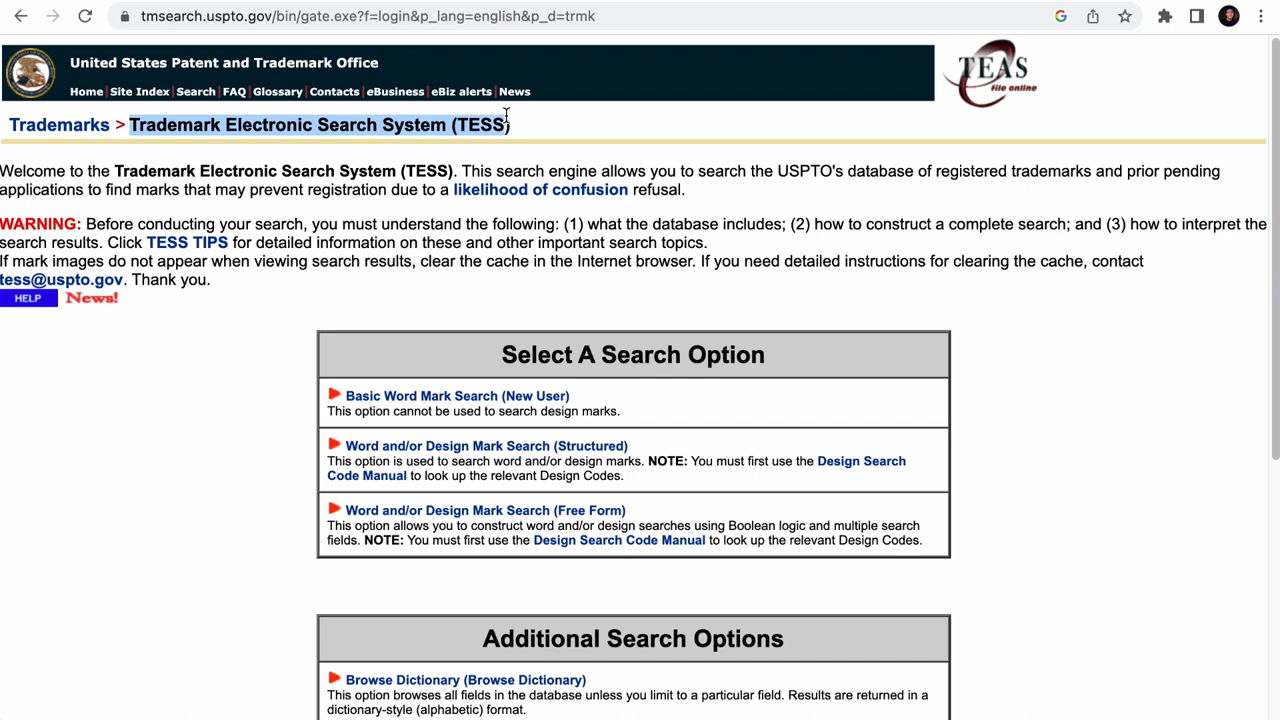 tmsearch.uspto.gov/bin/gate.exe?f=login&p_lang=english&p_d=trmk
United States Patent and Trademark Office
Home | Site Index | Search | FAQ | Glossary | Contacts | eBusiness | eBiz alerts | News
TEAS
file online
Trademarks > Trademark Electronic Search System (TESS)
Welcome to the Trademark Electronic Search System (TESS). This search engine allows you to search the USPTO's database of registered trademarks and prior pending
applications to find marks that may prevent registration due to a likelihood of confusion refusal.
WARNING: Before conducting your search, you must understand the following: (1) what the database includes; (2) how to construct a complete search; and (3) how to interpret the
search results. Click TESS TIPS for detailed information on these and other important search topics.
If mark images do not appear when viewing search results, clear the cache in the Internet browser. If you need detailed instructions for clearing the cache, contact
tess@uspto.gov. Thank you.
HELP News!
Select A Search Option
Basic Word Mark Search (New User)
This option cannot be used to search design marks.
Word and/or Design Mark Search (Structured)
This option is used to search word and/or design marks. NOTE: You must first use the Design Search
Code Manual to look up the relevant Design Codes.
Word and/or Design Mark Search (Free Form)
This option allows you to construct word and/or design searches using Boolean logic and multiple search
fields. NOTE: You must first use the Design Search Code Manual to look up the relevant Design Codes.
Additional Search Options
Browse Dictionary (Browse Dictionary)
This option browses all fields in the database unless you limit to a particular field. Results are returned in a
dictionary-style (alphabetic) format.